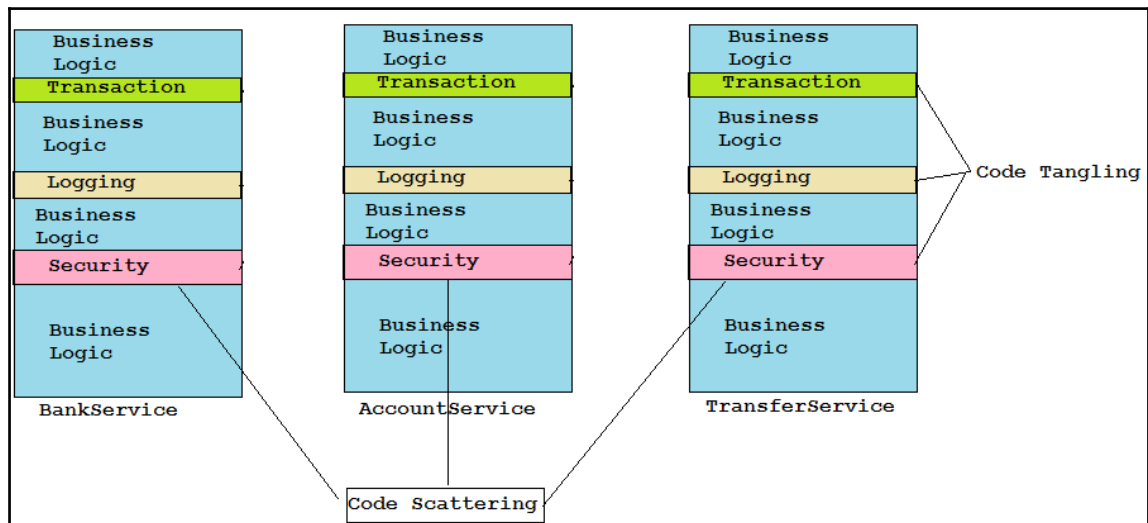 Business
Logic
Transaction
Business
Logic
Logging
Business
Logic
Security
Business
Logic
BankService
Business
Logic
Transaction
Business
Logic
Logging
Business
Logic
Security
Business
Logic
AccountService
Business
Logic
Transaction
Business
Logic
Logging
Business
Logic
Security
Business
Logic
TransferService
Code Tangling
Code Scattering